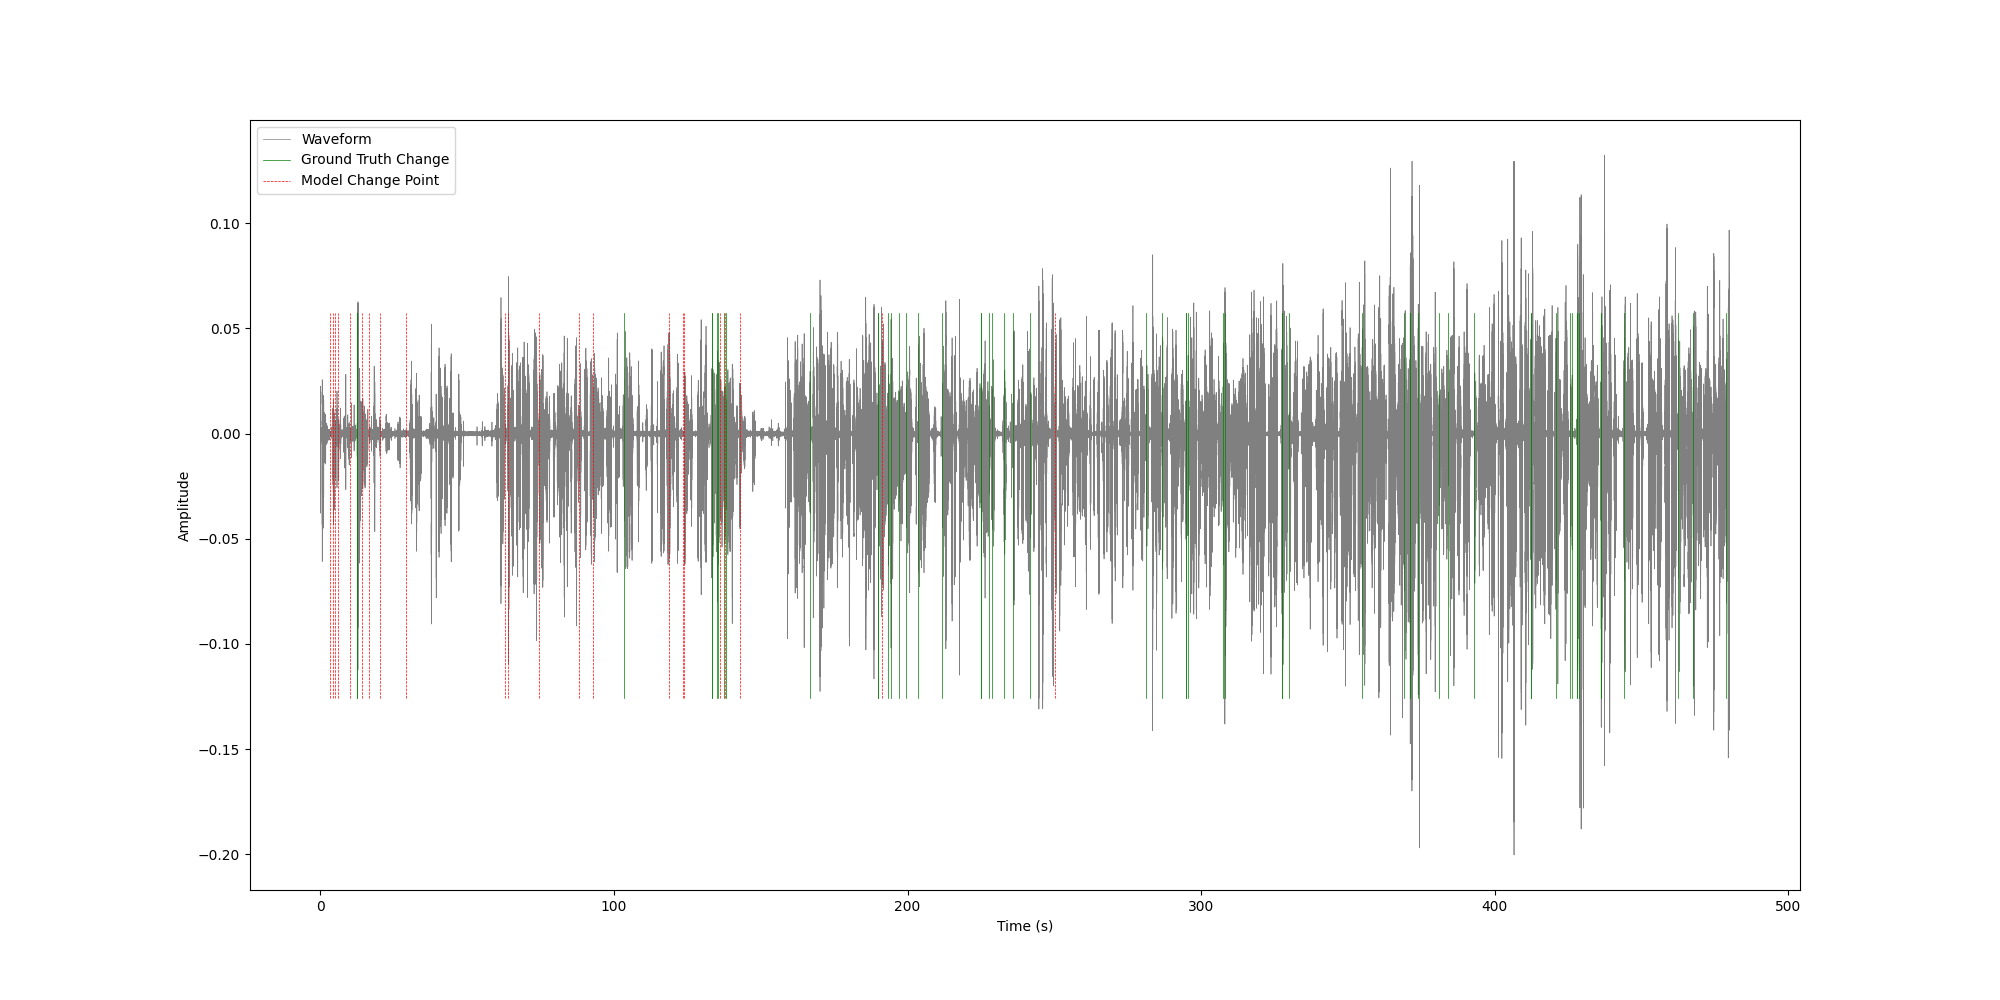 Waveform
Ground Truth Change
Model Change Point
0.10
0.05
0.00
−0.05
−0.10
−0.15
−0.20
Amplitude
0
100
200
300
400
500
Time (s)